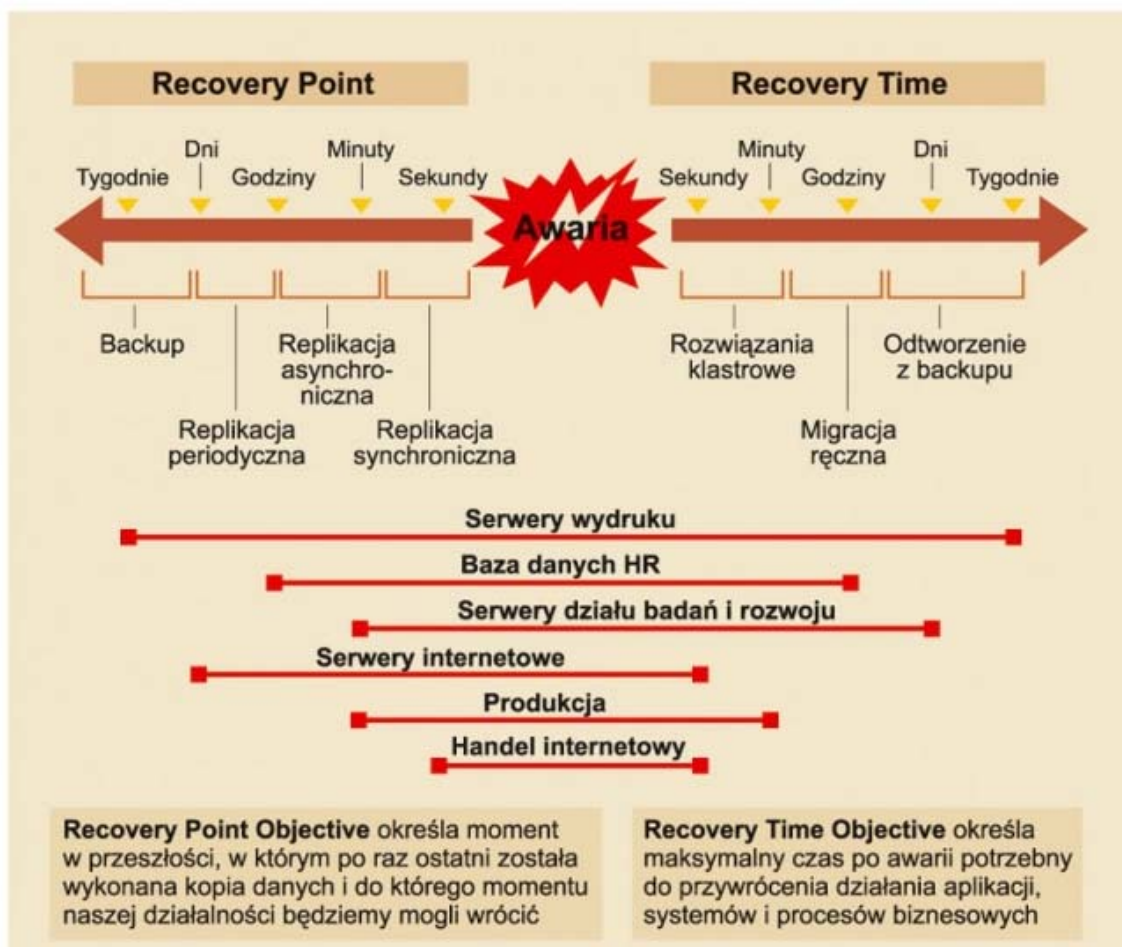 Recovery Point
Recovery Time
Dni
Minuty
Tygodnie
Godziny
Sekundy
Minuty
Dni
Sekundy
Godziny
Tygodnie
Awaria
Backup
Replikacja
asynchro-
niczna
Rozwiązania
klastrowe
Odtworzenie
z backupu
Replikacja
periodyczna
Replikacja
synchroniczna
Migracja
ręczna
Serwery wydruku
Baza danych HR
Serwery działu badań i rozwoju
Serwery internetowe
Produkcja
Handel internetowy
Recovery Point Objective określa moment
w przeszłości, w którym po raz ostatni została
wykonana kopia danych i do którego momentu
naszej działalności będziemy mogli wrócić
Recovery Time Objective określa
maksymalny czas po awarii potrzebny
do przywrócenia działania aplikacji,
systemów i procesów biznesowych